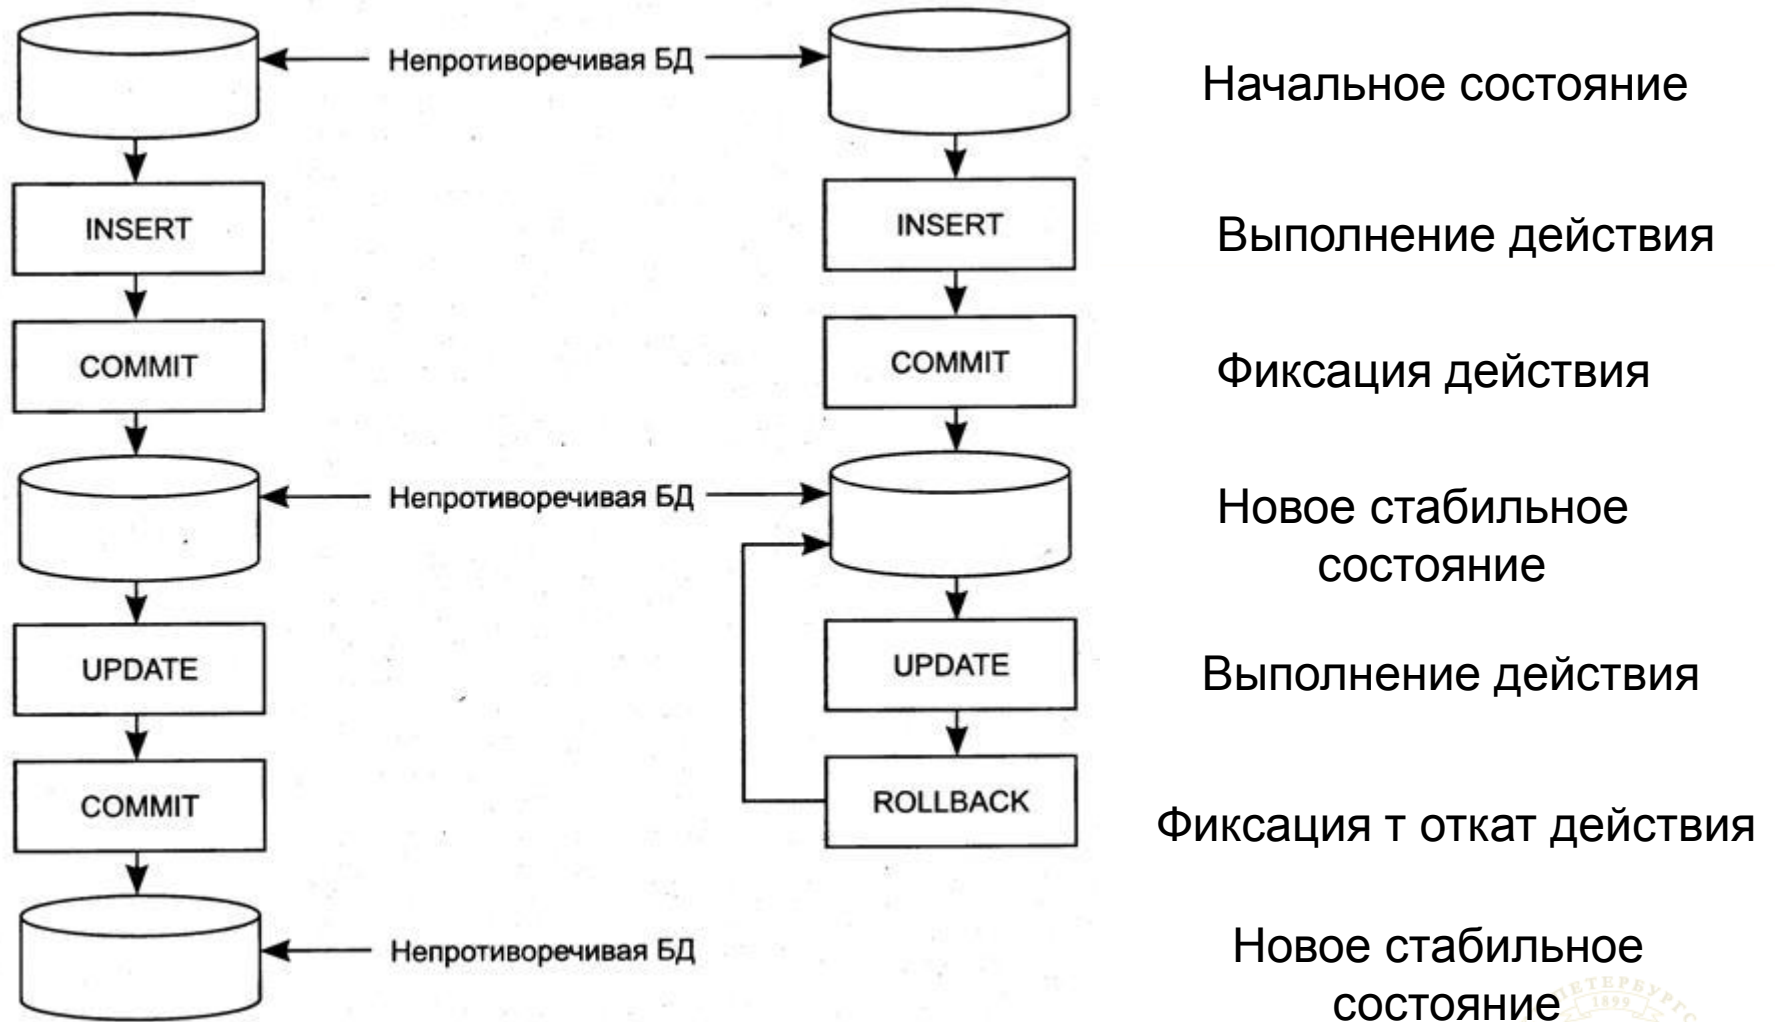 Непротиворечивая БД
Начальное состояние
INSERT
INSERT
Выполнение действия
COMMIT
COMMIT
Фиксация действия
Непротиворечивая БД
Новое стабильное
состояние
UPDATE
UPDATE
Выполнение действия
COMMIT
ROLLBACK
Фиксация т откат действия
Непротиворечивая БД
Новое стабильное
состояние
1899